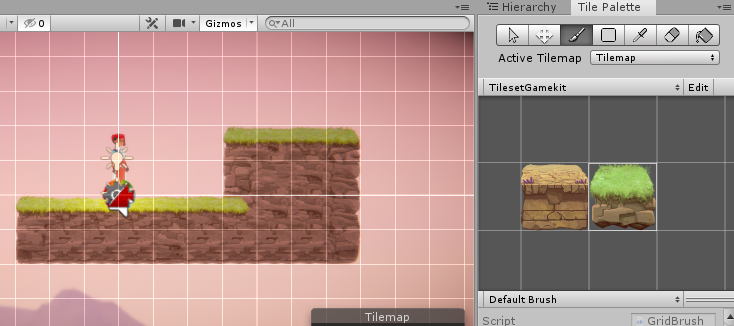 0
Gizmos
All
Hierarchy
Tile Palette
Active Tilemap
Tilemap
TilesetGamekit
Edit
Default Brush
Script
GridBrush
Tilemap